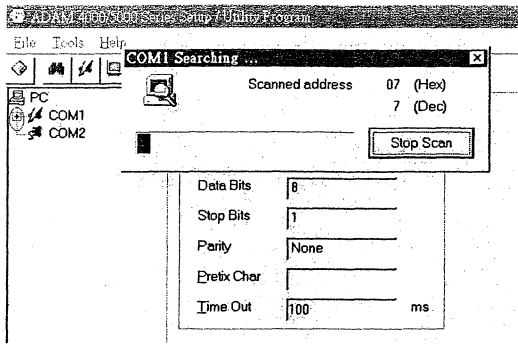 ADAM 4000/5000 Series Setup / Utility Program
File Tools Help
COM1 Searching ...
Scanned address 07 (Hex)
7 (Dec)
Stop Scan
PC
COM1
COM2
Data Bits 8
Stop Bits 1
Parity None
Pretix Char
Time Out 100 ms